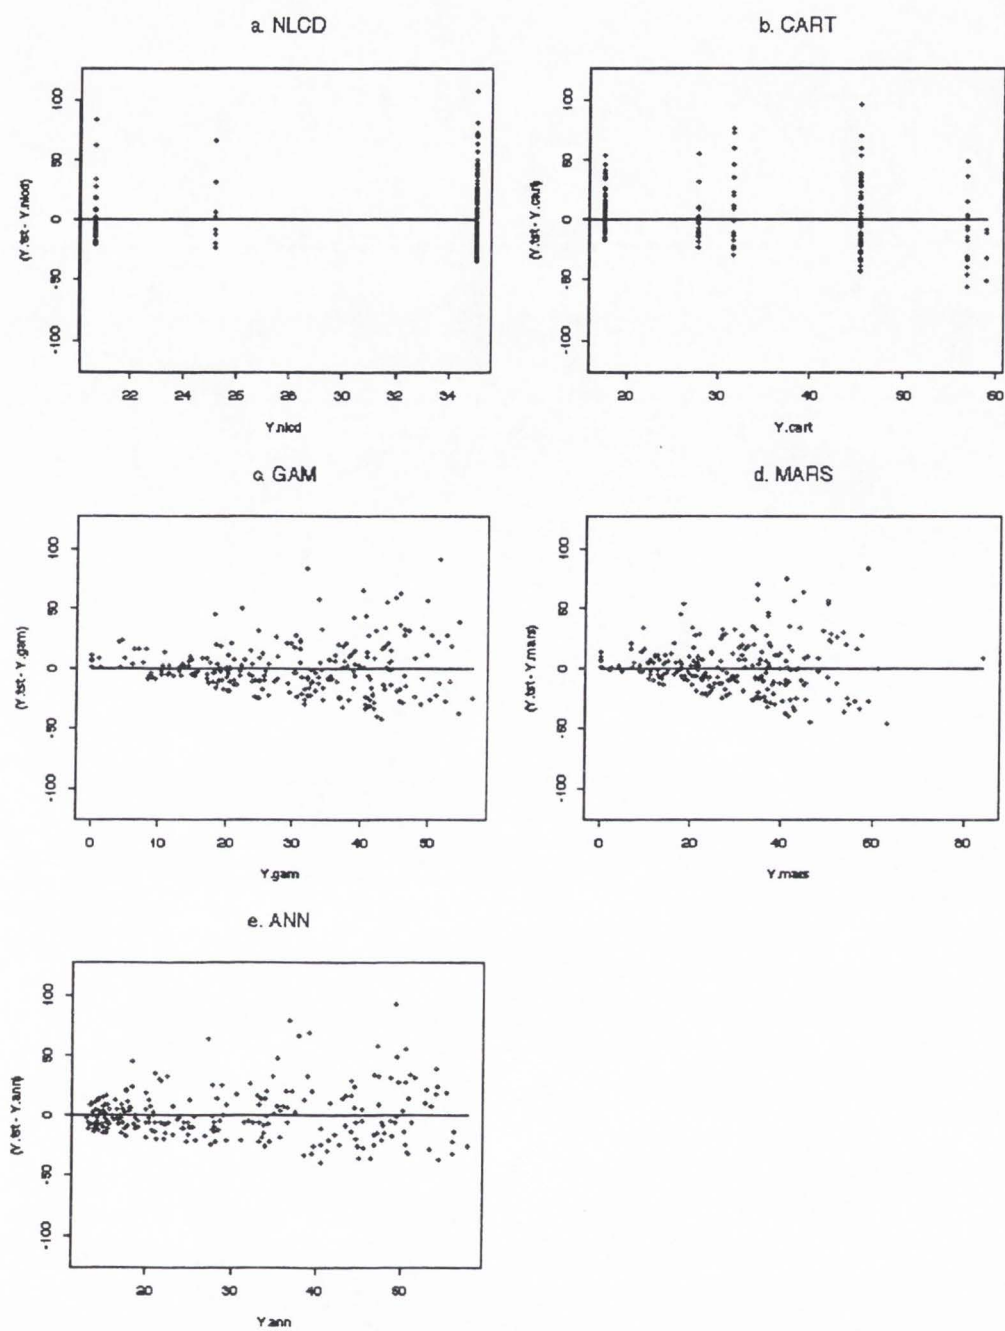 a. NLCD
(Y.tst - Y.nlcd)
100
50
0
-50
-100
22 24 26 28 30 32 34
Y.nlcd
b. CART
(Y.tst - Y.cart)
100
50
0
-50
-100
20 30 40 50 60
Y.cart
c. GAM
(Y.tst - Y.gam)
100
50
0
-50
-100
0 10 20 30 40 50
Y.gam
d. MARS
(Y.tst - Y.mars)
100
50
0
-50
-100
0 20 40 60 80
Y.mars
e. ANN
(Y.tst - Y.ann)
100
50
0
-50
-100
20 30 40 50
Y.ann